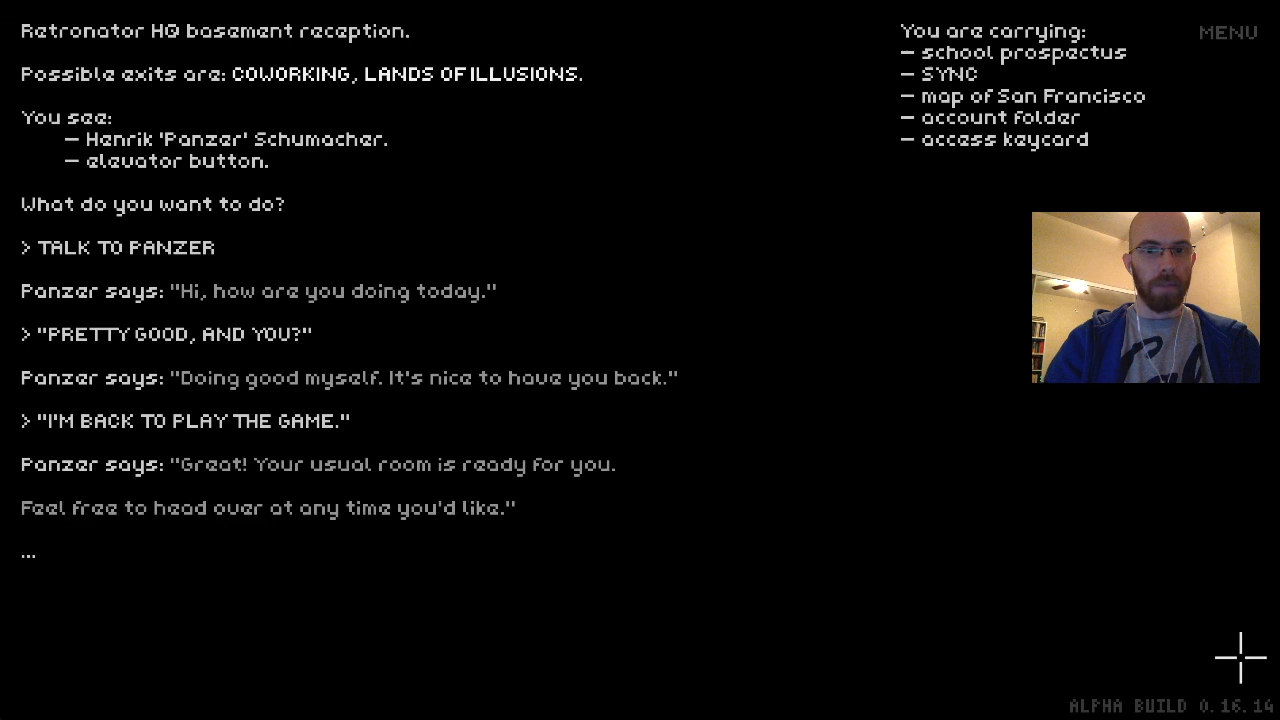 Retronator HQ basement reception.
Possible exits are: COWORKING, LANDS OF ILLUSIONS.
You see:
– Henrik 'Panzer' Schumacher.
– elevator button.
What do you want to do?
> TALK TO PANZER
Panzer says: "Hi, how are you doing today."
> "PRETTY GOOD, AND YOU?"
Panzer says: "Doing good myself. It's nice to have you back."
> "I'M BACK TO PLAY THE GAME."
Panzer says: "Great! Your usual room is ready for you.
Feel free to head over at any time you'd like."
...
You are carrying:
– school prospectus
– SYNC
– map of San Francisco
– account folder
– access keycard
MENU
ALPHA BUILD 0.16.14